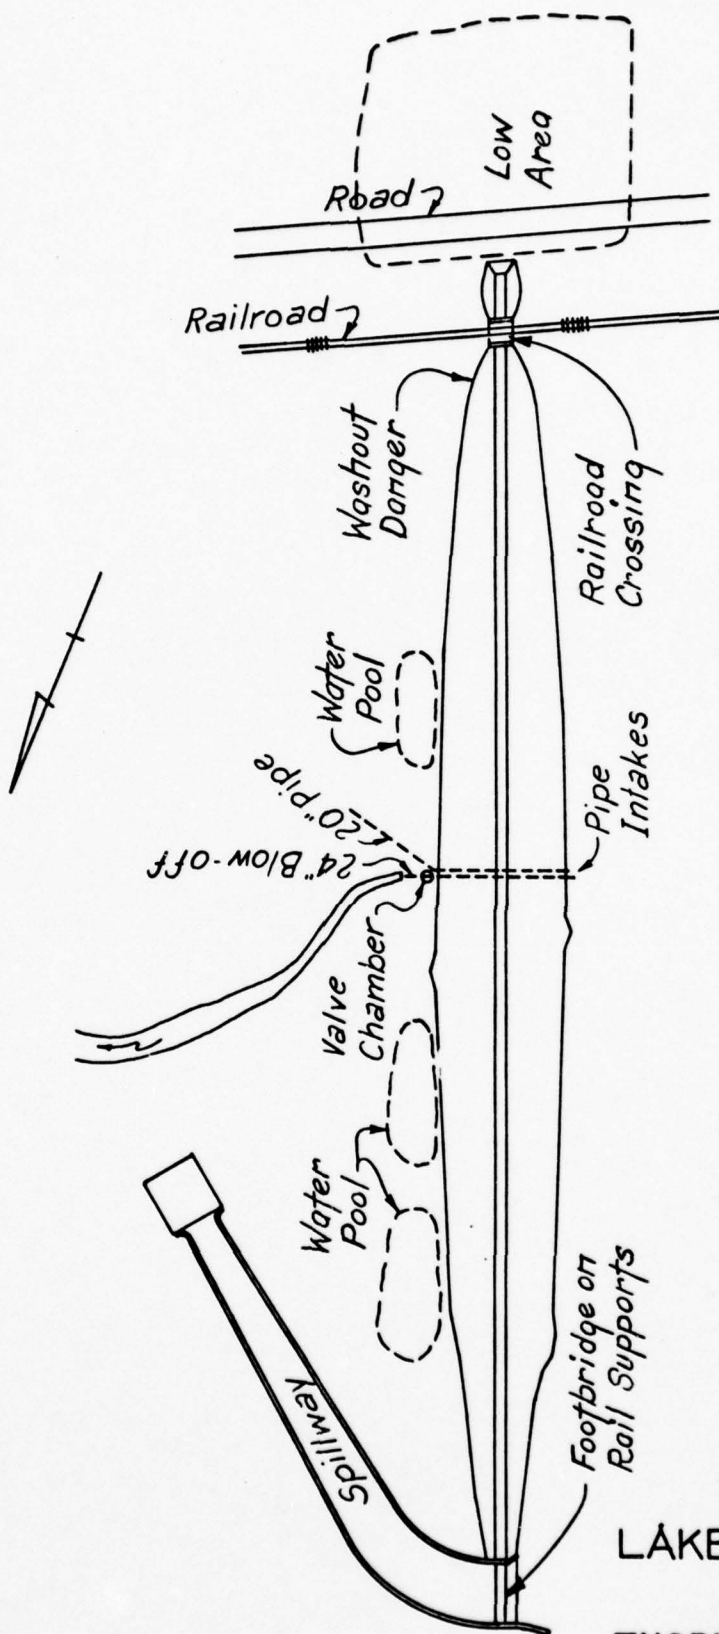 Low
Area
Road
Railroad
Washout
Danger
Railroad
Crossing
Water
Pool
20" Pipe
24" Blow-off
Pipe
Intakes
Valve
Chamber
Water
Pool
Spillway
Footbridge on
Rail Supports
LAKE